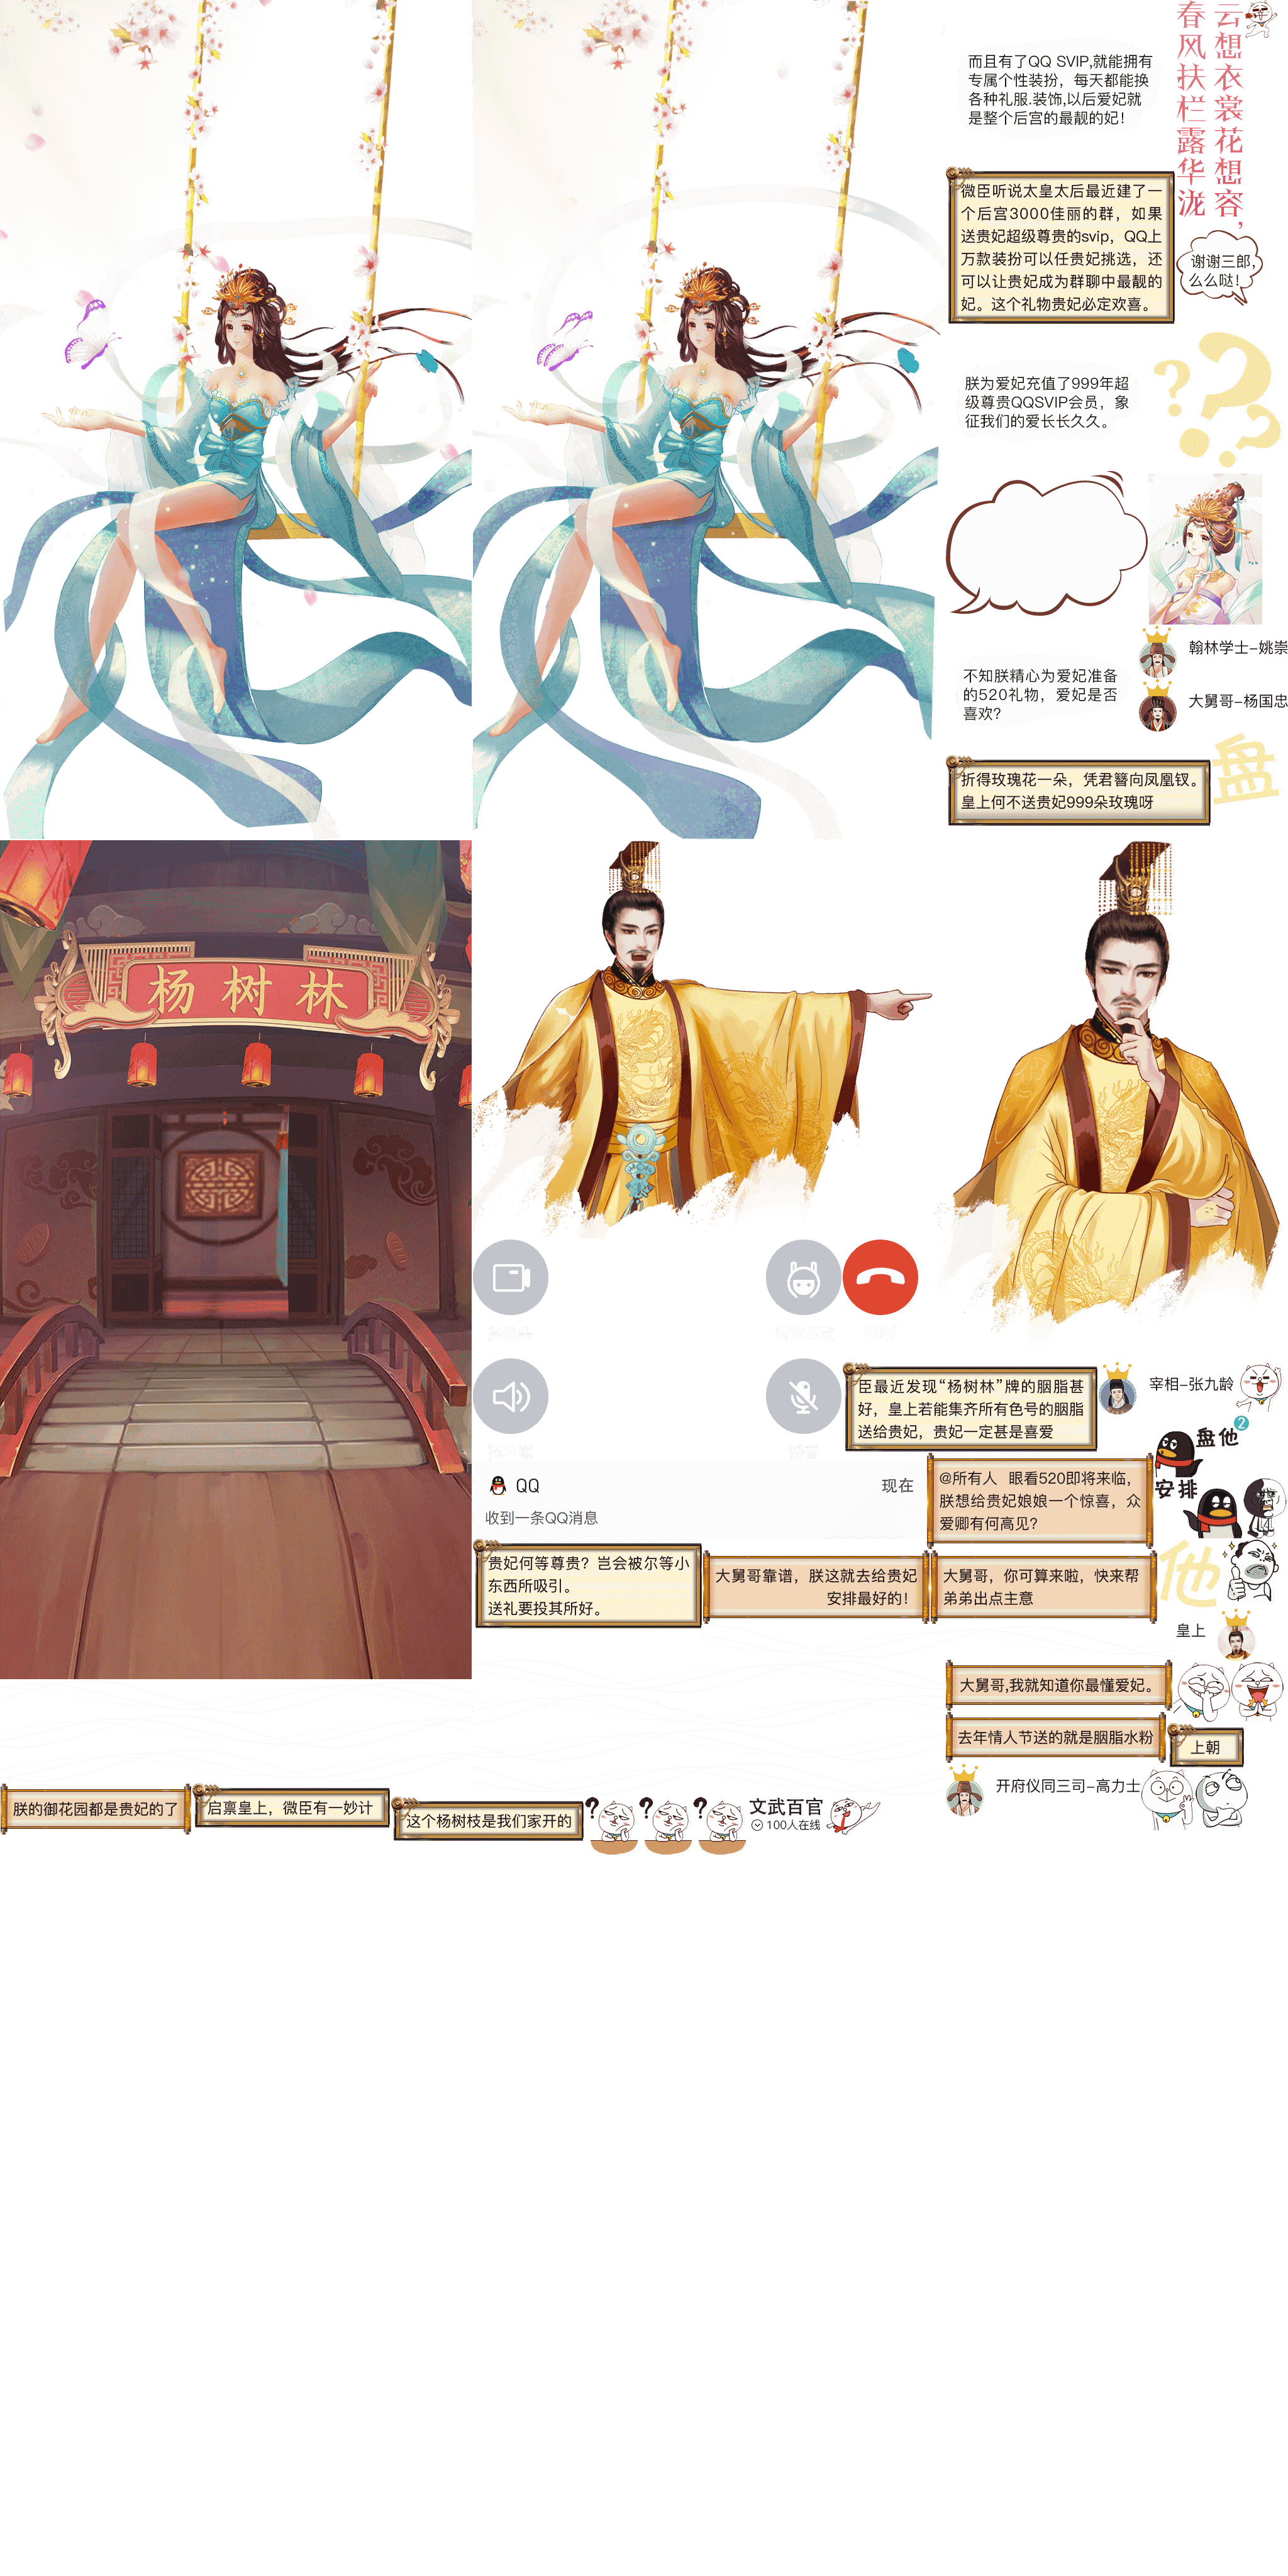 而且有了QQ SVIP,就能拥有
专属个性装扮，每天都能换
各种礼服.装饰,以后爱妃就
是整个后宫的最靓的妃！
云想衣裳花想容，
春风扶栏露华泷
微臣听说太皇太后最近建了一
个后宫3000佳丽的群，如果
送贵妃超级尊贵的svip，QQ上
万款装扮可以任贵妃挑选，还
可以让贵妃成为群聊中最靓的
妃。这个礼物贵妃必定欢喜。
谢谢三郎，
么么哒！
朕为爱妃充值了999年超
级尊贵QQSVIP会员，象
征我们的爱长长久久。
???
翰林学士-姚崇
大舅哥-杨国忠
不知朕精心为爱妃准备
的520礼物，爱妃是否
喜欢？
盘
折得玫瑰花一朵，凭君簪向凤凰钗。
皇上何不送贵妃999朵玫瑰呀
杨树林
臣最近发现“杨树林”牌的胭脂甚
好，皇上若能集齐所有色号的胭脂
送给贵妃，贵妃一定甚是喜爱
宰相-张九龄
盘他
2
安排
QQ
现在
收到一条QQ消息
@所有人 眼看520即将来临，
朕想给贵妃娘娘一个惊喜，众
爱卿有何高见？
贵妃何等尊贵？岂会被尔等小
东西所吸引。
送礼要投其所好。
大舅哥靠谱，朕这就去给贵妃
安排最好的！
大舅哥，你可算来啦，快来帮
弟弟出点主意
他
皇上
大舅哥,我就知道你最懂爱妃。
去年情人节送的就是胭脂水粉
上朝
开府仪同三司-高力士
朕的御花园都是贵妃的了
启禀皇上，微臣有一妙计
这个杨树枝是我们家开的
?
?
?
文武百官
100人在线